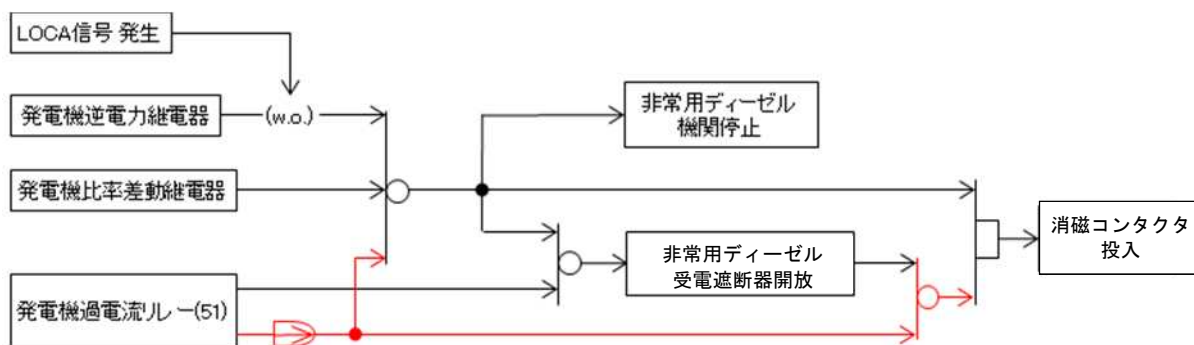 LOCA信号 発生
発電機逆電力継電器
(w.o.)
非常用ディーゼル
機関停止
発電機比率差動継電器
消磁コンタクタ
投入
非常用ディーゼル
受電遮断器開放
発電機過電流リレー(51)